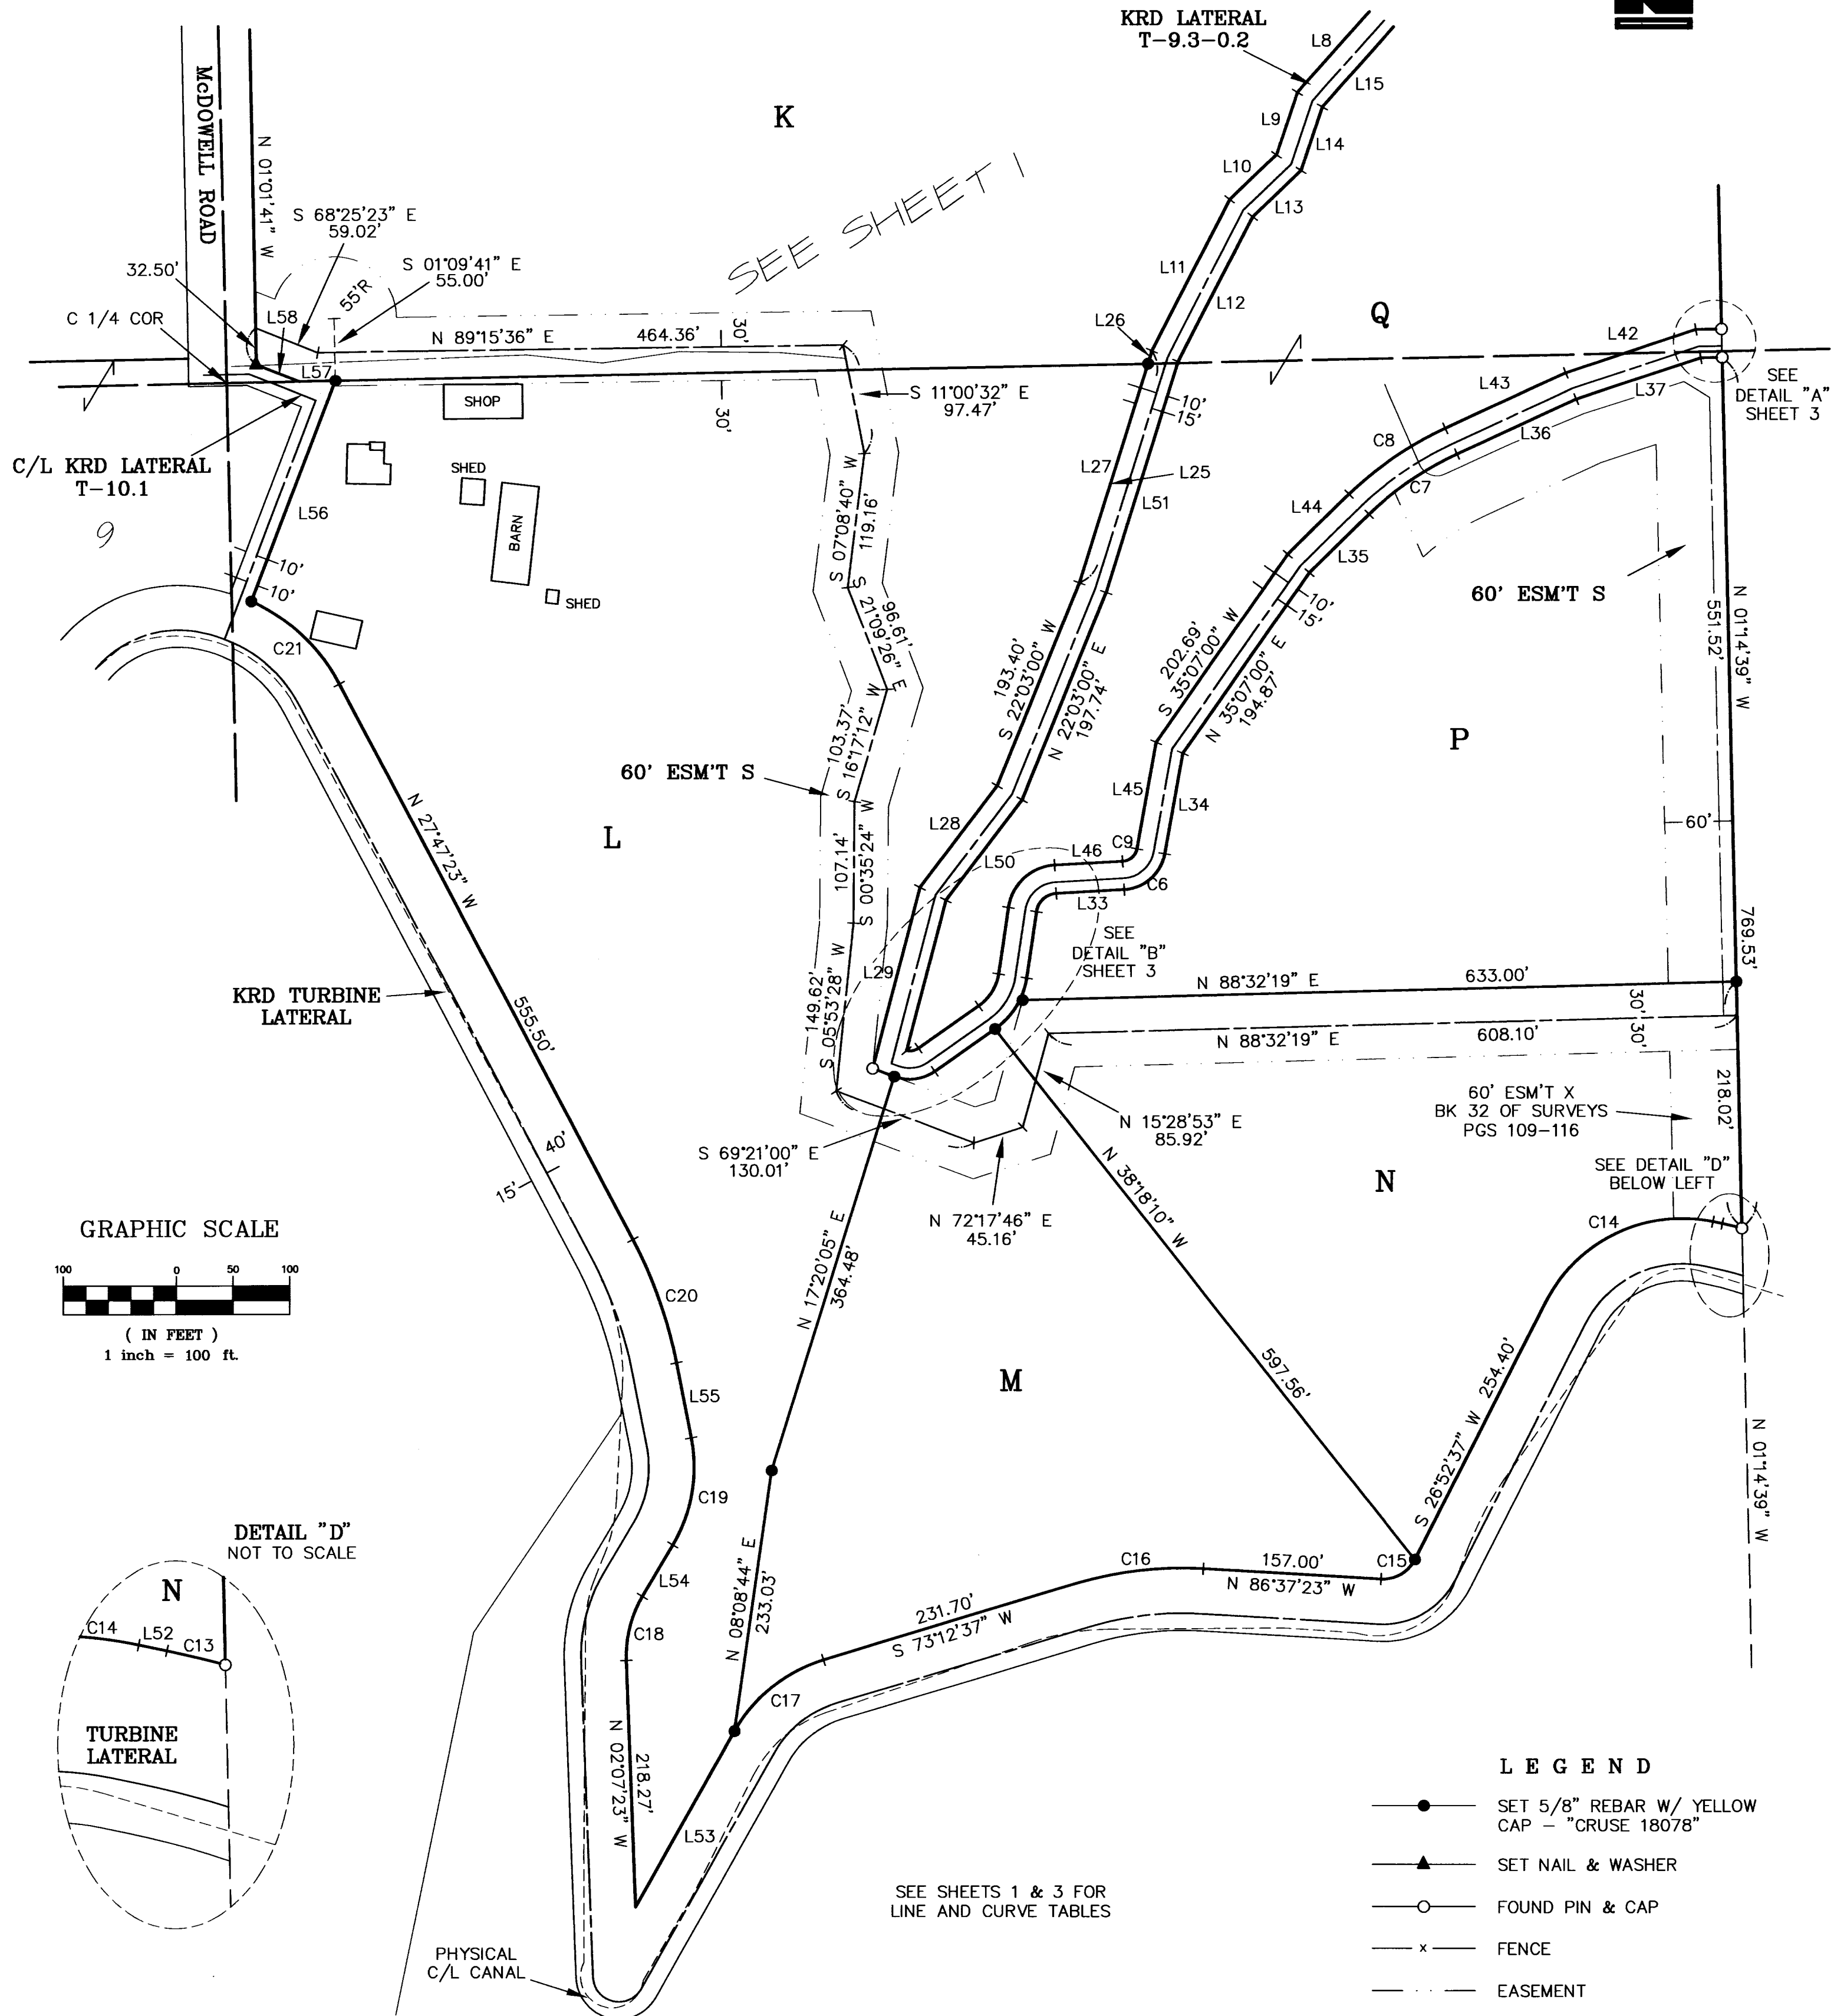 KRD LATERAL
T-9.3-0.2
L8
L15
L9
L14
L10
L13
K
McDOWELL ROAD
N 01°01'41" W
S 68°25'23" E
59.02'
S 01°09'41" E
55.00'
32.50'
55'R
SEE SHEET 1
C 1/4 COR
L58
L57
N 89°15'36" E
464.36'
30'
30'
L11
L12
L26
Q
L42
L43
L37
L36
SEE
DETAIL "A"
SHEET 3
S 11°00'32" E
97.47'
10'
15'
SHOP
C/L KRD LATERAL
T-10.1
SHED
BARN
SHED
L56
9
10'
10'
C21
L27
L25
L51
C8
C7
L44
L35
10'
15'
60' ESM'T S
551.52'
N 01°14'39" W
S 07°08'40" W
119.16'
S 21°09'26" E
96.61'
103.37'
S 16°17'12" W
107.14'
S 00°35'24" W
149.62'
S 05°53'28" W
193.40'
S 22°03'00" W
N 22°03'00" E
197.74'
202.69'
S 35°07'00" W
N 35°07'00" E
194.87'
P
60'
60' ESM'T S
L
N 27°47'23" W
555.50'
L28
L50
L29
L45
L34
L46
C9
C6
L33
SEE
DETAIL "B"
SHEET 3
769.53'
N 88°32'19" E
633.00'
30'
30'
N 88°32'19" E
608.10'
KRD TURBINE
LATERAL
40'
15'
60' ESM'T X
BK 32 OF SURVEYS
PGS 109-116
218.02'
N 15°28'53" E
85.92'
S 69°21'00" E
130.01'
N 72°17'46" E
45.16'
SEE DETAIL "D"
BELOW LEFT
N
C14
N 38°18'10" W
597.56'
N 17°20'05" E
364.48'
GRAPHIC SCALE
100 0 50 100
( IN FEET )
1 inch = 100 ft.
C20
L55
C19
L54
C18
M
S 26°52'37" W
254.40'
N 01°14'39" W
C16
157.00'
N 86°37'23" W
C15
231.70'
S 73°12'37" W
N 08°08'44" E
233.03'
C17
N 02°07'23" W
218.27'
L53
DETAIL "D"
NOT TO SCALE
N
C14
L52
C13
TURBINE
LATERAL
PHYSICAL
C/L CANAL
SEE SHEETS 1 & 3 FOR
LINE AND CURVE TABLES
LEGEND
SET 5/8" REBAR W/ YELLOW
CAP - "CRUSE 18078"
SET NAIL & WASHER
FOUND PIN & CAP
x FENCE
EASEMENT